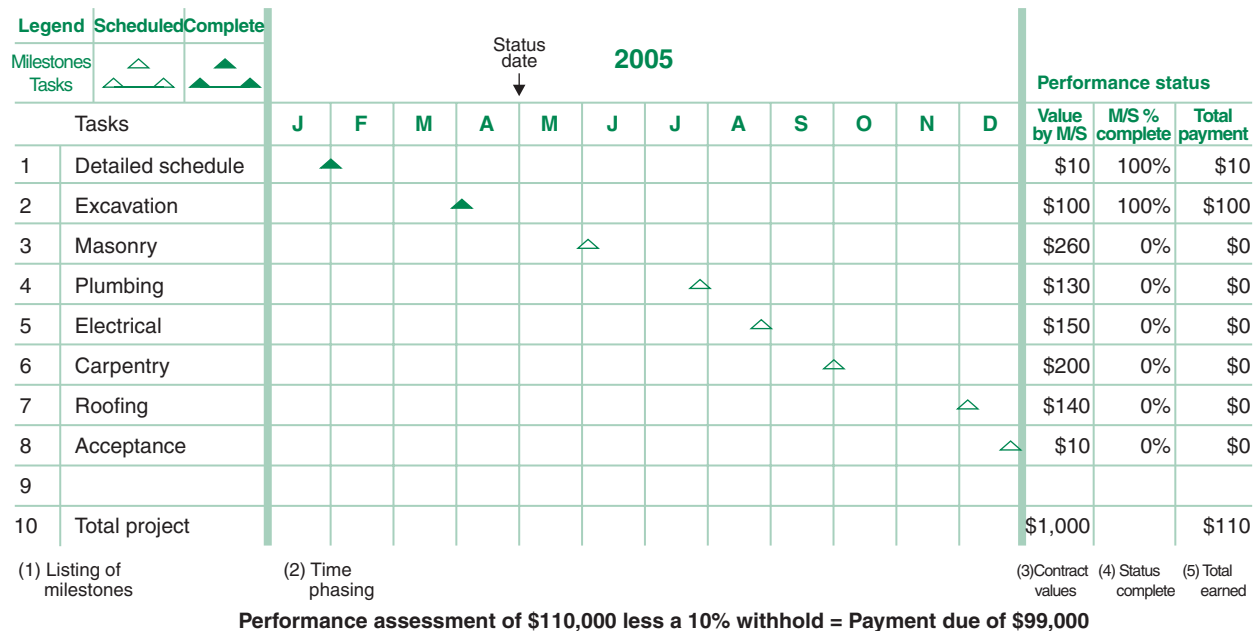 Legend Scheduled Complete
Milestones
Tasks
Status
date
2005
Performance status
Tasks J F M A M J J A S O N D Value by M/S M/S % complete Total payment
1 Detailed schedule $10 100% $10
2 Excavation $100 100% $100
3 Masonry $260 0% $0
4 Plumbing $130 0% $0
5 Electrical $150 0% $0
6 Carpentry $200 0% $0
7 Roofing $140 0% $0
8 Acceptance $10 0% $0
9
10 Total project $1,000 $110
(1) Listing of milestones (2) Time phasing (3)Contract values (4) Status complete (5) Total earned
Performance assessment of $110,000 less a 10% withhold = Payment due of $99,000